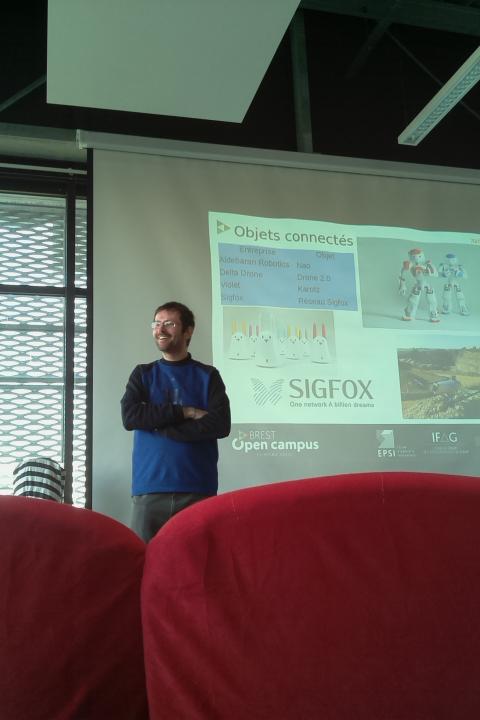 Objets connectés
Entreprise Objet
Aldebaran Robotics Nao
Delta Drone Drone 2.0
Violet Karotz
Sigfox Réseau Sigfox
SIGFOX
One network A billion dreams
BREST
Open campus
EPSI
IFAG